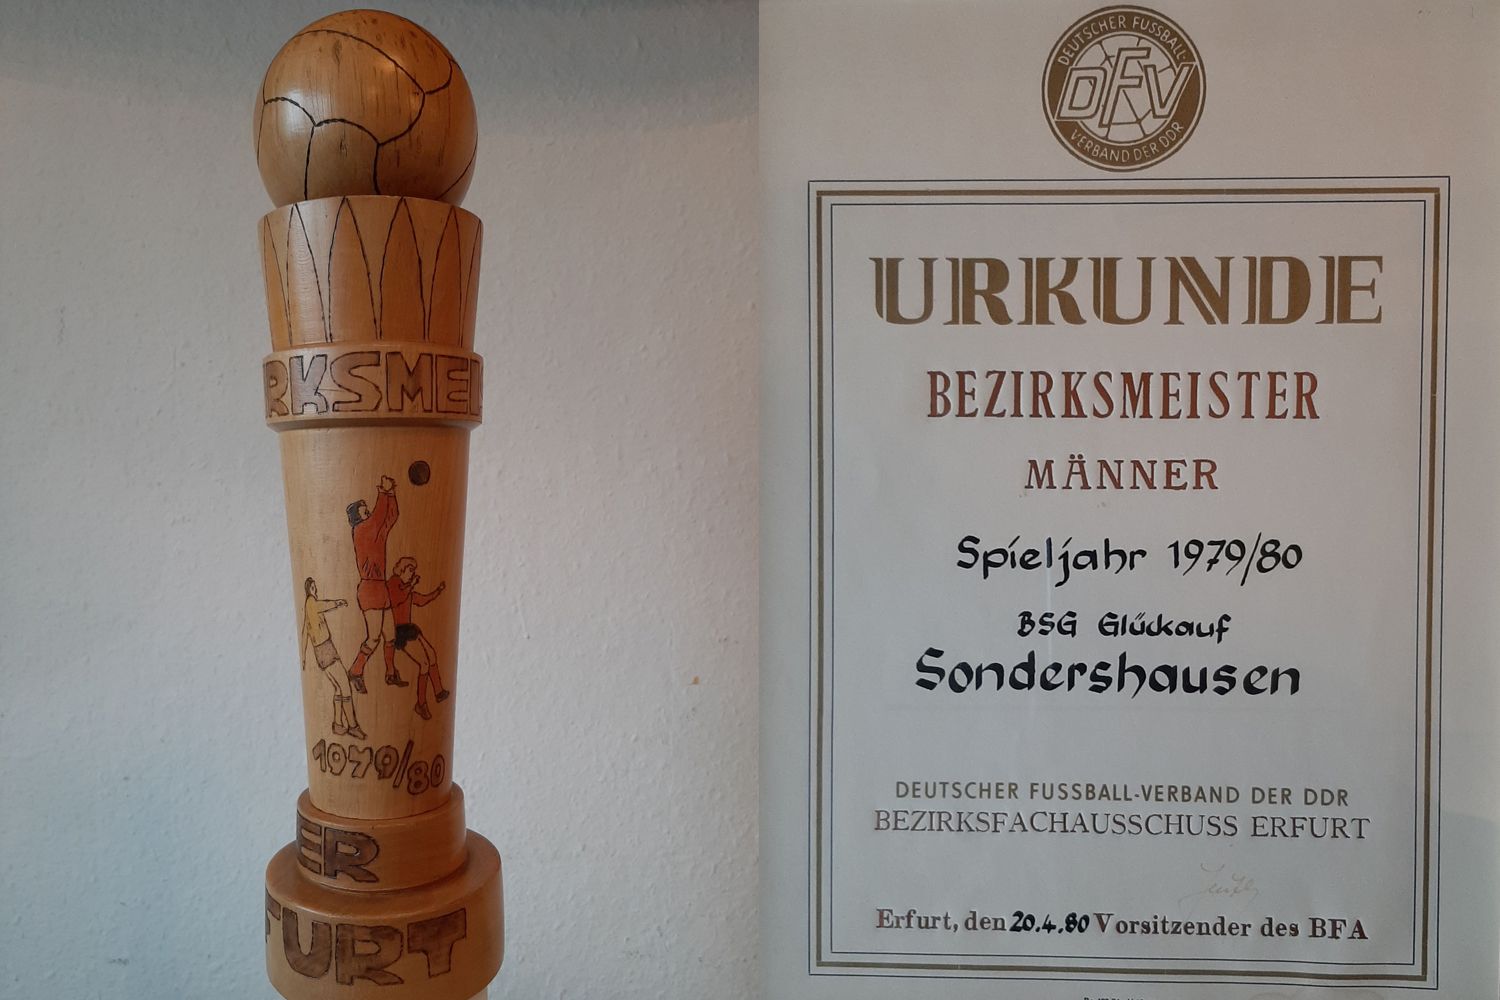 RKSMEI
1979/80
ER
FURT
DEUTSCHER FUSSBALL-
DFV
VERBAND DER DDR
URKUNDE
BEZIRKSMEISTER
MÄNNER
Spieljahr 1979/80
BSG Glückauf
Sondershausen
DEUTSCHER FUSSBALL-VERBAND DER DDR
BEZIRKSFACHAUSSCHUSS ERFURT
Erfurt, den 20.4.80 Vorsitzender des BFA